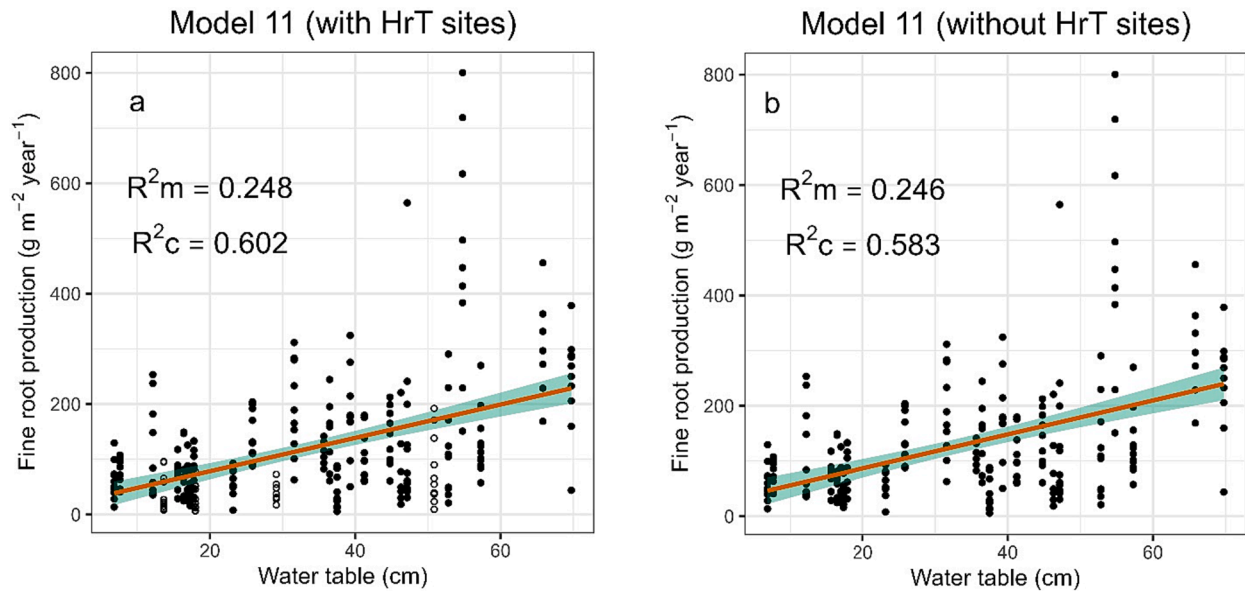 Model 11 (with HrT sites)
a
R²m = 0.248
R²c = 0.602
Fine root production (g m⁻² year⁻¹)
800
600
400
200
0
20
40
60
Water table (cm)
Model 11 (without HrT sites)
b
R²m = 0.246
R²c = 0.583
Fine root production (g m⁻² year⁻¹)
800
600
400
200
0
20
40
60
Water table (cm)